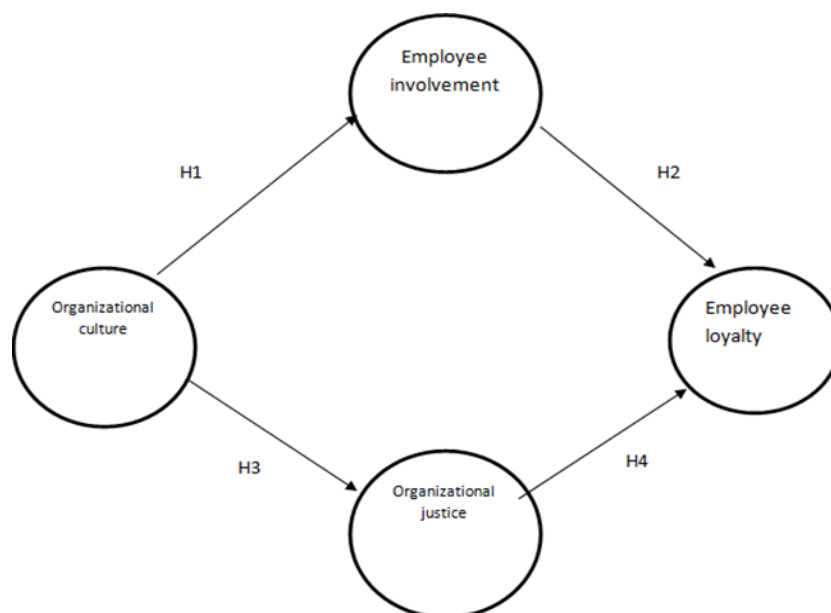 Employee
involvement
H1
H2
Organizational
culture
Employee
loyalty
H3
H4
Organizational
justice